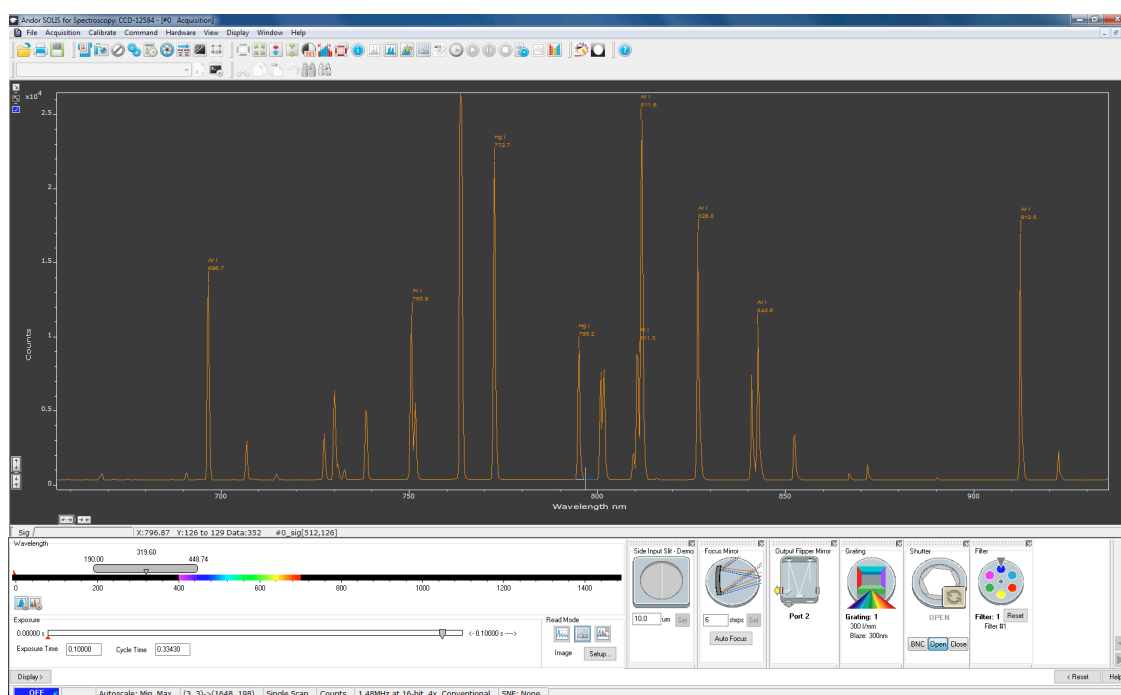 Andor SOLIS for Spectroscopy: CCD-12584 - [#0 Acquisition]
File Acquisition Calibrate Command Hardware View Display Window Help
x10^4
2.5
2.
1.5
1.
0.5
0.
Counts
Ar I
696.7
Ar I
750.9
Hg I
772.7
Hg I
795.2
Ar I
811.6
Ar I
811.3
Ar I
826.8
Ar I
842.8
Ar I
912.5
700 750 800 850 900
Wavelength nm
Sig X:796.87 Y:126 to 129 Data:352 #0_sig[512,126]
Wavelength
319.60
190.00 448.74
0 200 400 600 800 1000 1200 1400
Exposure
0.00000 s <- 0.10000 s ---->
Exposure Time 0.10000 Cycle Time 0.33430
Read Mode
Image Setup...
Side Input Slit - Demo
10.0 um Set
Focus Mirror
6 steps Set
Auto Focus
Output Flipper Mirror
Port 2
Grating
Grating: 1
300 l/mm
Blaze: 300nm
Shutter
OPEN
BNC Open Close
Filter
Filter: 1 Reset
Filter #1
Display > < Reset Help
OFF Autoscale: Min, Max (3, 3)->(1648, 198) Single Scan Counts 1.48MHz at 16-bit, 4x, Conventional SNF: None